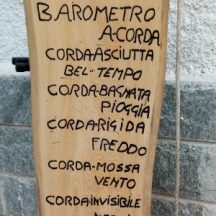 BAROMETRO
A-CORDA
CORDA-ASCIUTTA
BEL-TEMPO
CORDA-BAGNATA
PIOGGIA
CORDA RIGIDA
FREDDO
CORDA-MOSSA
VENTO
CORDA INVISIBILE